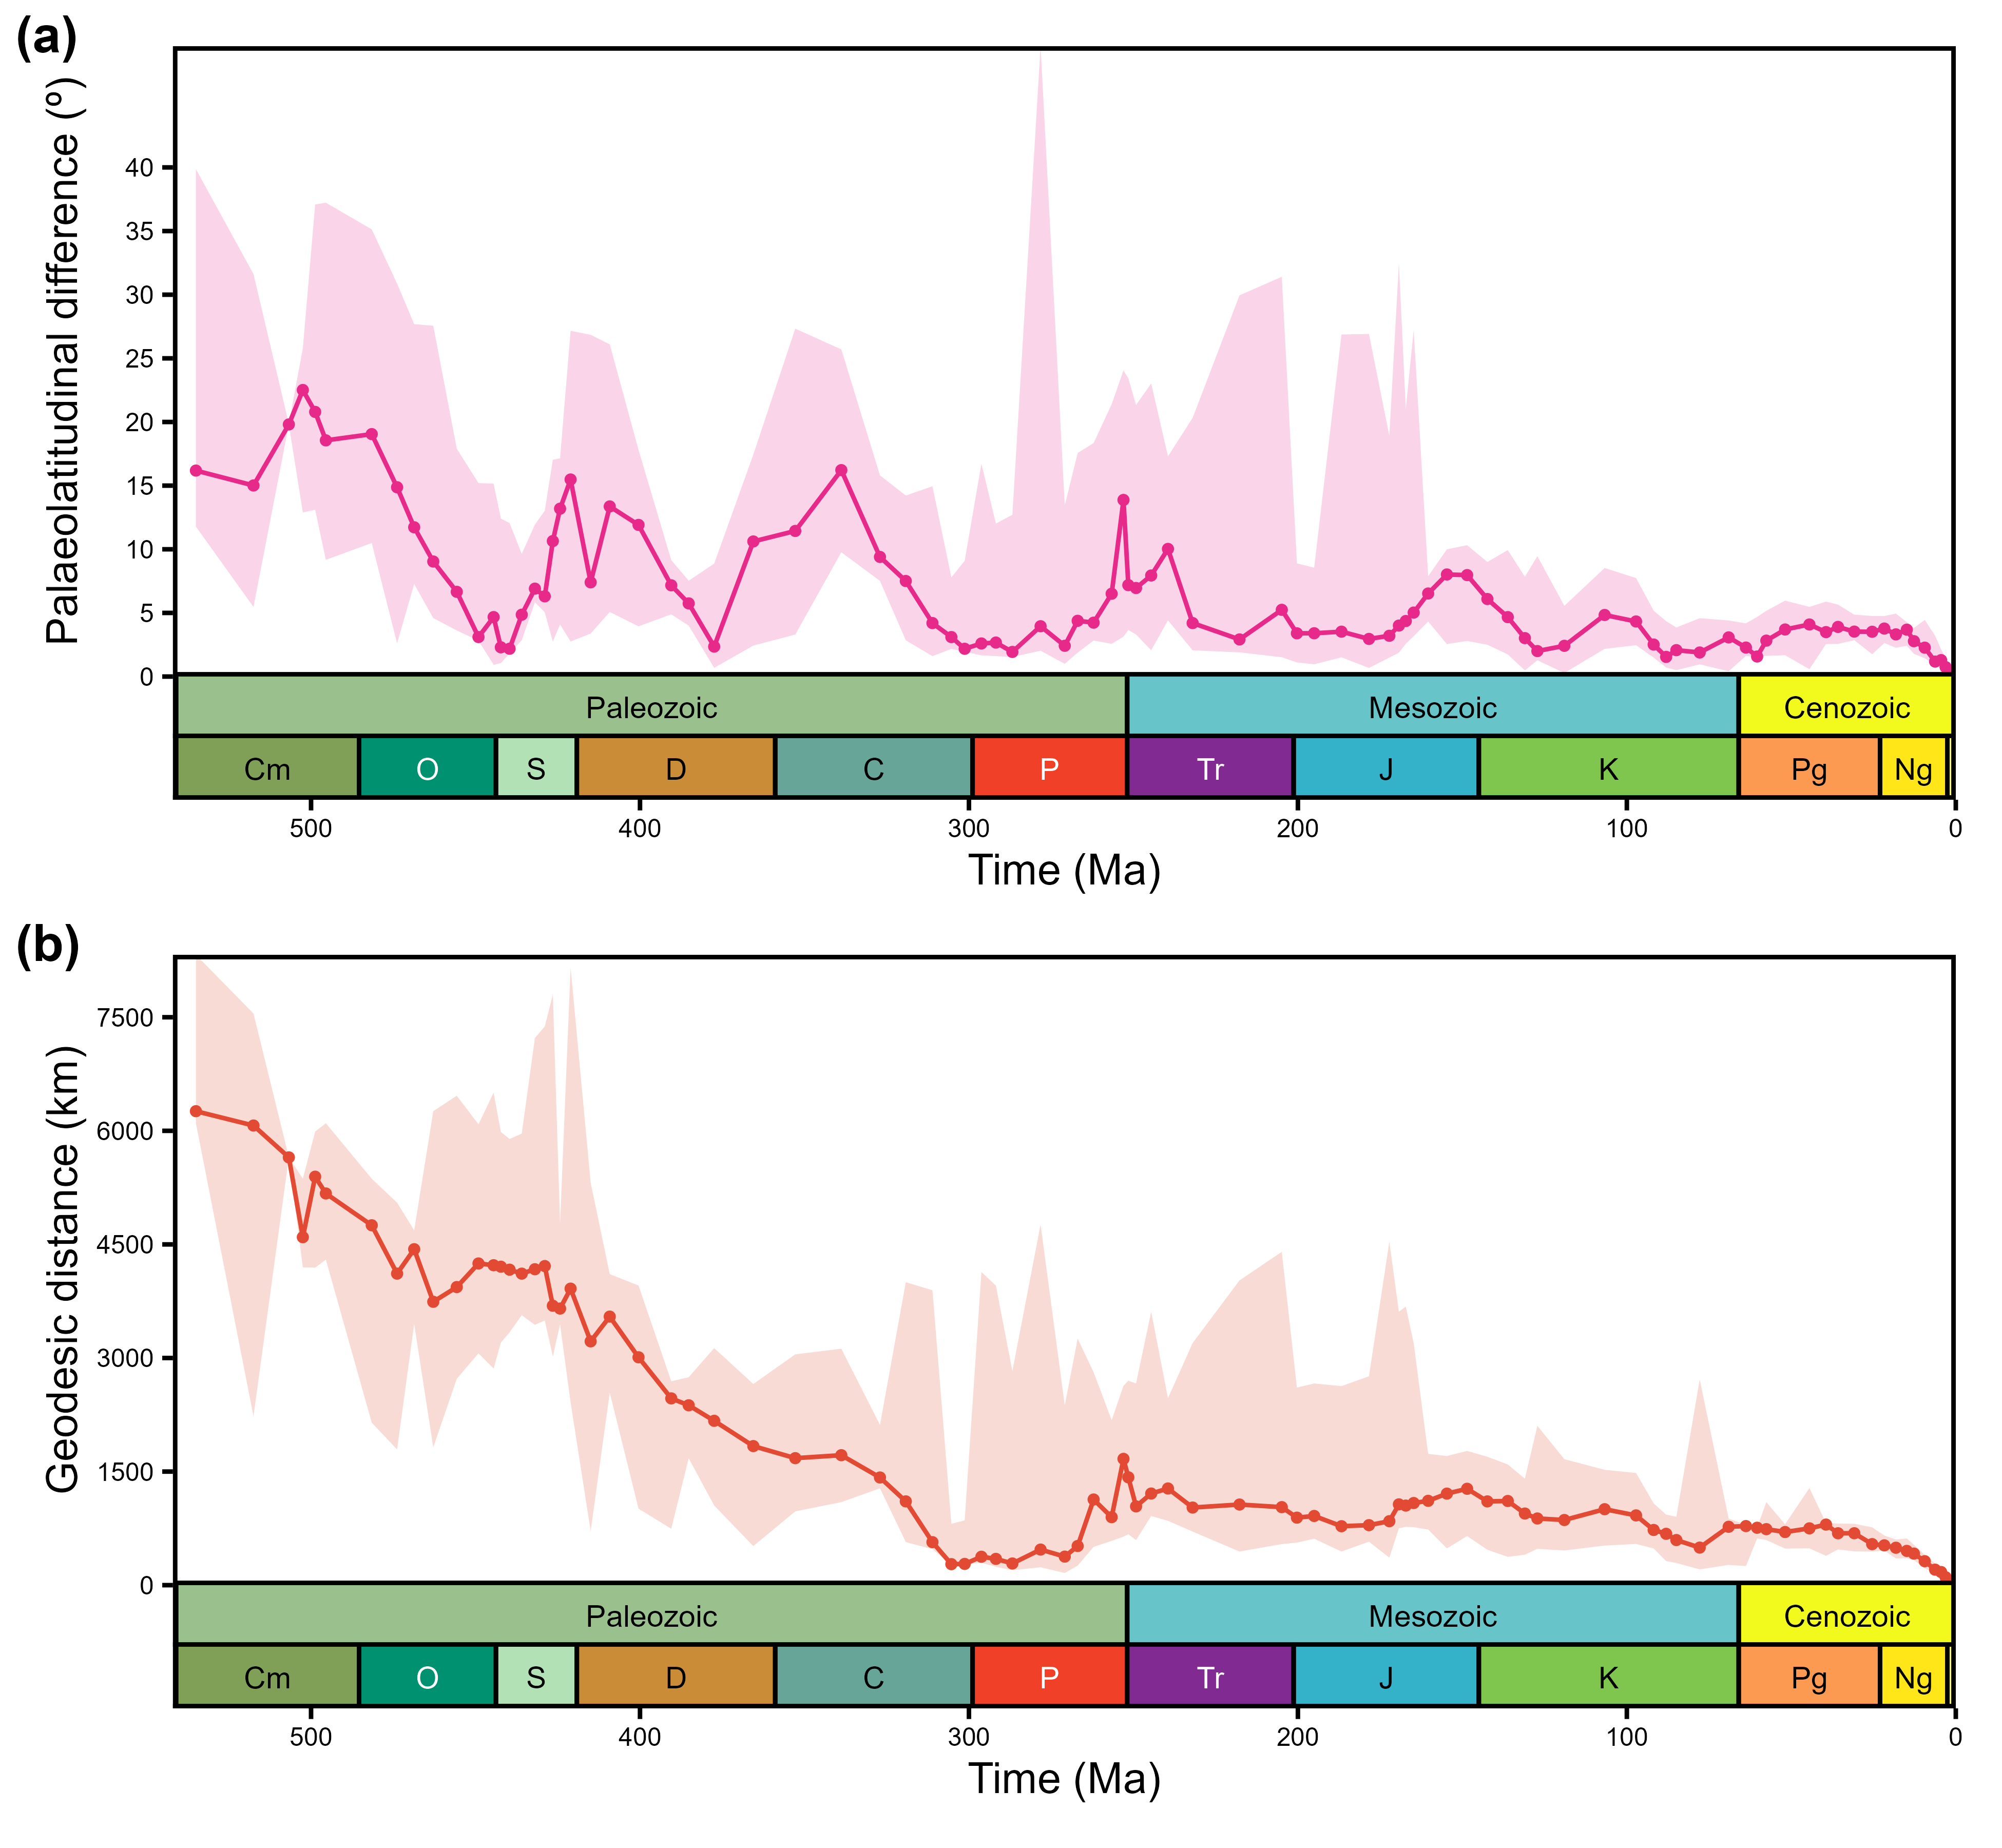 (a)
Palaeolatitudinal difference (º)
40
35
30
25
20
15
10
5
0
Paleozoic Mesozoic Cenozoic
Cm O S D C P Tr J K Pg Ng
500 400 300 200 100 0
Time (Ma)
(b)
Geodesic distance (km)
7500
6000
4500
3000
1500
0
Paleozoic Mesozoic Cenozoic
Cm O S D C P Tr J K Pg Ng
500 400 300 200 100 0
Time (Ma)